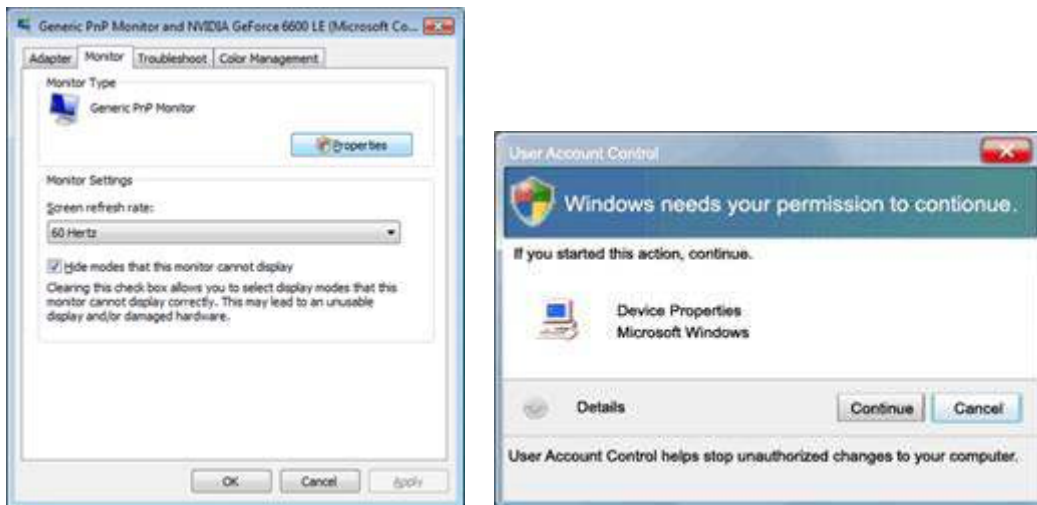 Generic PnP Monitor and NVIDIA GeForce 6600 LE (Microsoft Co...
Adapter Monitor Troubleshoot Color Management
Monitor Type
Generic PnP Monitor
Properties
Monitor Settings
Screen refresh rate:
60 Hertz
Hide modes that this monitor cannot display
Clearing this check box allows you to select display modes that this
monitor cannot display correctly. This may lead to an unusable
display and/or damaged hardware.
OK Cancel Apply
User Account Control
Windows needs your permission to contionue.
If you started this action, continue.
Device Properties
Microsoft Windows
Details Continue Cancel
User Account Control helps stop unauthorized changes to your computer.